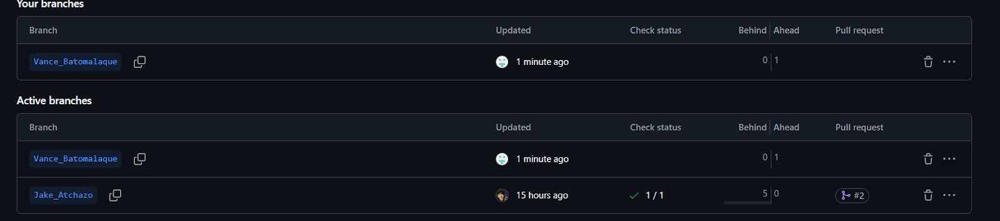 Your branches
Branch Updated Check status Behind Ahead Pull request
Vance_Batomalaque 1 minute ago 0 1
Active branches
Branch Updated Check status Behind Ahead Pull request
Vance_Batomalaque 1 minute ago 0 1
Jake_Atchazo 15 hours ago 1 / 1 5 0 #2